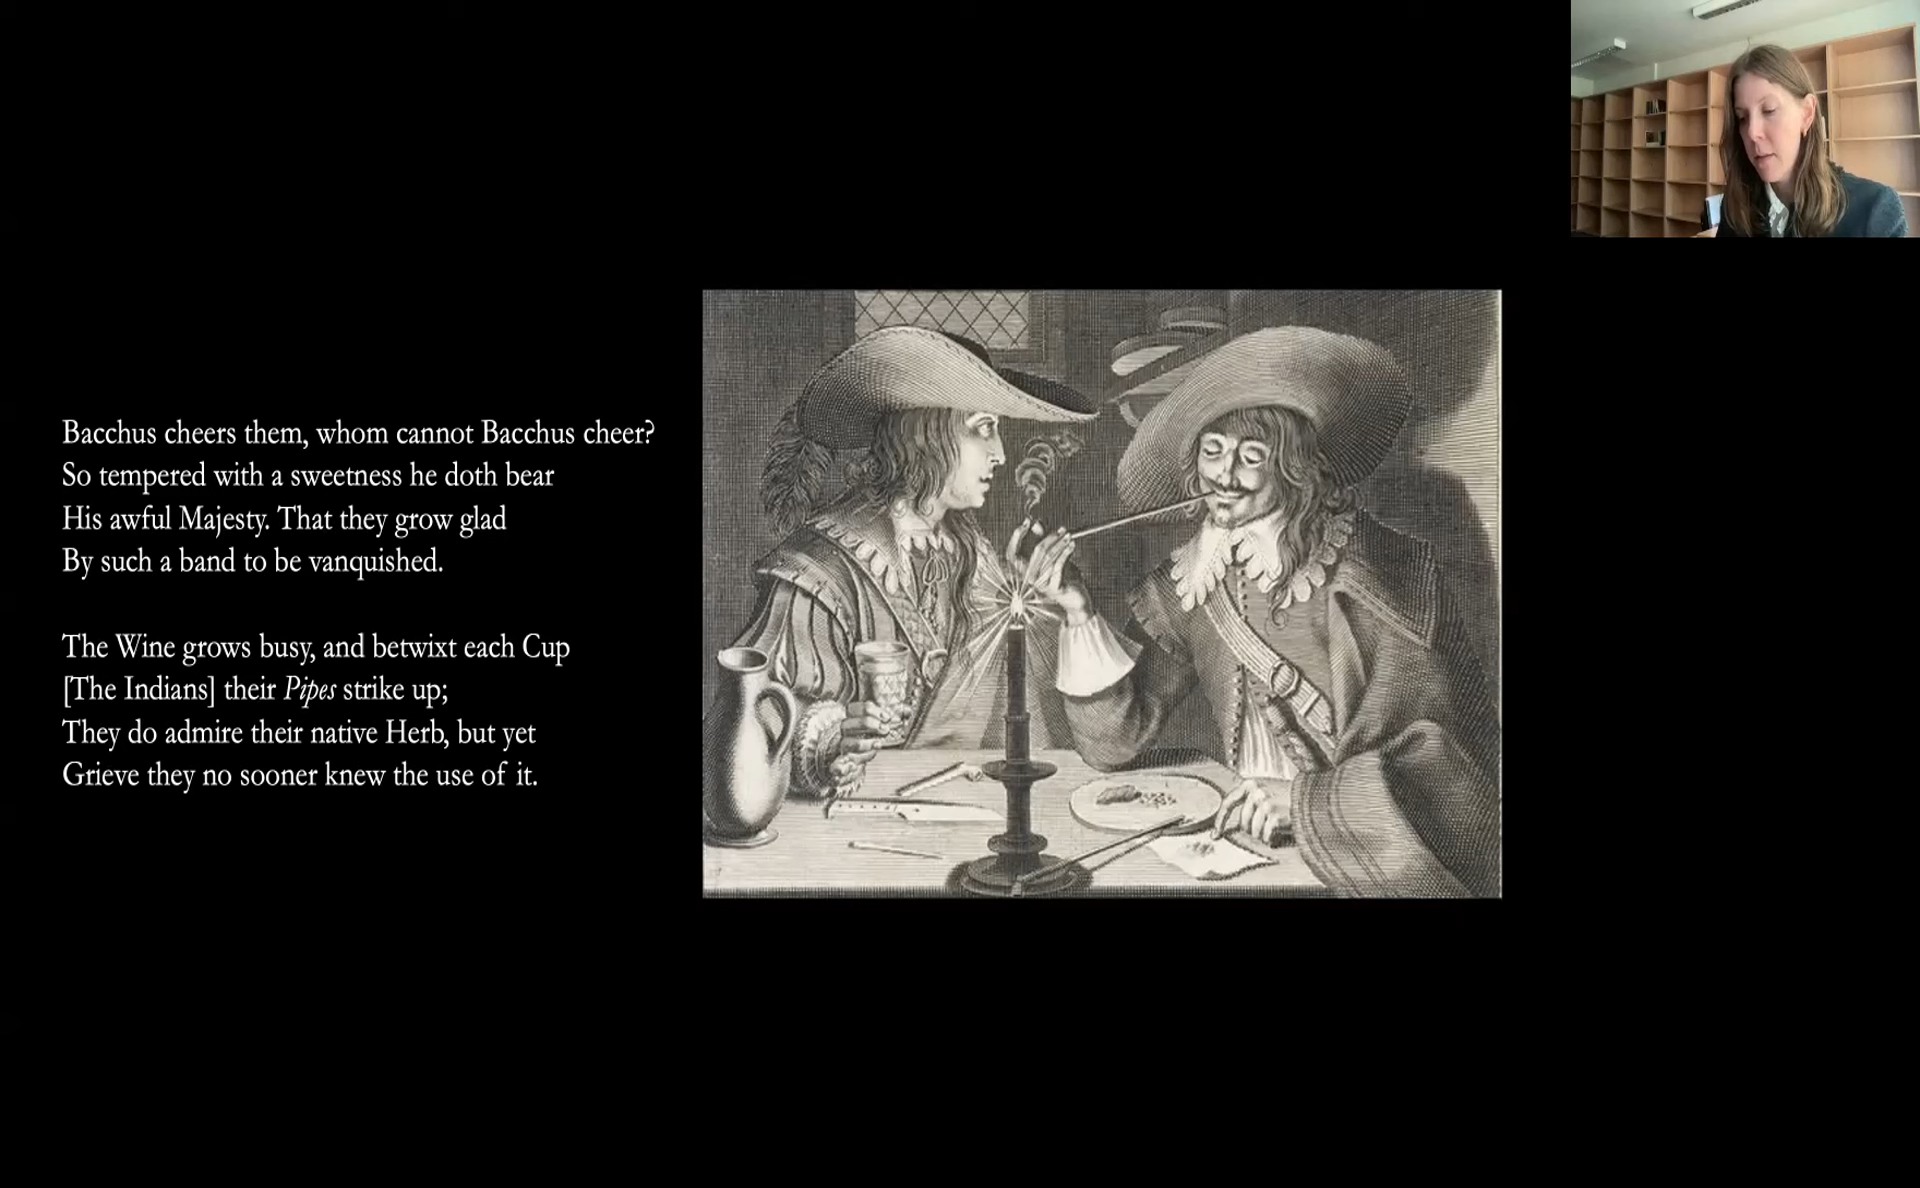 Bacchus cheers them, whom cannot Bacchus cheer?
So tempered with a sweetness he doth bear
His awful Majesty. That they grow glad
By such a band to be vanquished.
The Wine grows busy, and betwixt each Cup
[The Indians] their Pipes strike up;
They do admire their native Herb, but yet
Grieve they no sooner knew the use of it.